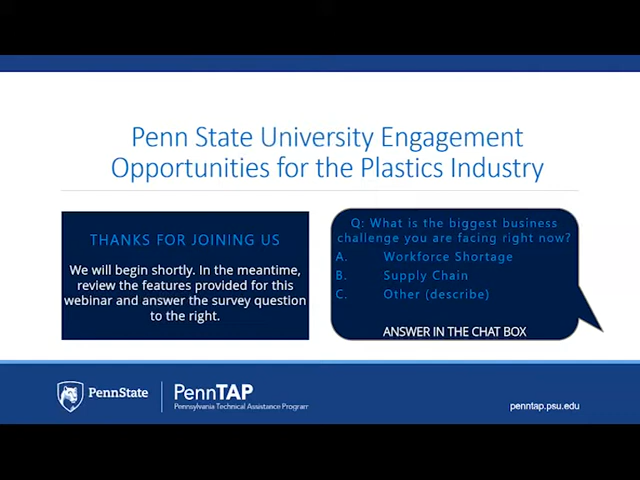 Penn State University Engagement
Opportunities for the Plastics Industry
THANKS FOR JOINING US
We will begin shortly. In the meantime,
review the features provided for this
webinar and answer the survey question
to the right.
Q: What is the biggest business
challenge you are facing right now?
A. Workforce Shortage
B. Supply Chain
C. Other (describe)
ANSWER IN THE CHAT BOX
PennState
PennTAP
Pennsylvania Technical Assistance Program
penntap.psu.edu